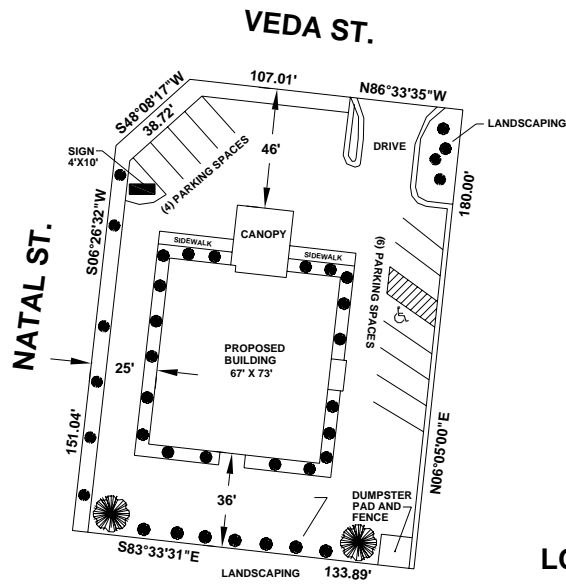 VEDA ST.
107.01'
N86°33'35"W
S48°08'17"W
38.72'
SIGN
4'X10'
(4) PARKING SPACES
46'
DRIVE
LANDSCAPING
180.00'
S06°26'32"W
NATAL ST.
CANOPY
SIDEWALK
SIDEWALK
(6) PARKING SPACES
PROPOSED
BUILDING
67' X 73'
25'
151.04'
N06°05'00"E
36'
DUMPSTER
PAD AND
FENCE
S83°33'31"E
LANDSCAPING
133.89'
LO